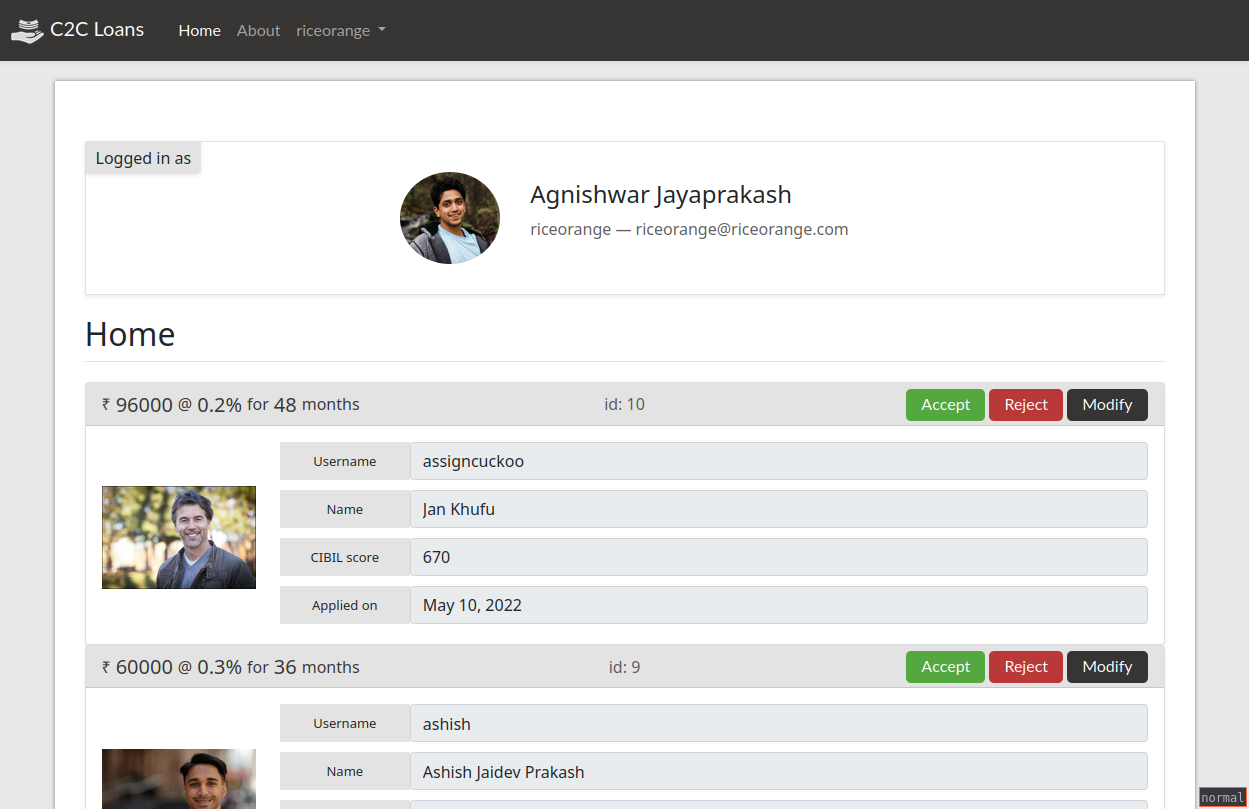 C2C Loans Home About riceorange
Logged in as
Agnishwar Jayaprakash
riceorange — riceorange@riceorange.com
Home
₹ 96000 @ 0.2% for 48 months id: 10 Accept Reject Modify
Username assigncuckoo
Name Jan Khufu
CIBIL score 670
Applied on May 10, 2022
₹ 60000 @ 0.3% for 36 months id: 9 Accept Reject Modify
Username ashish
Name Ashish Jaidev Prakash
normal